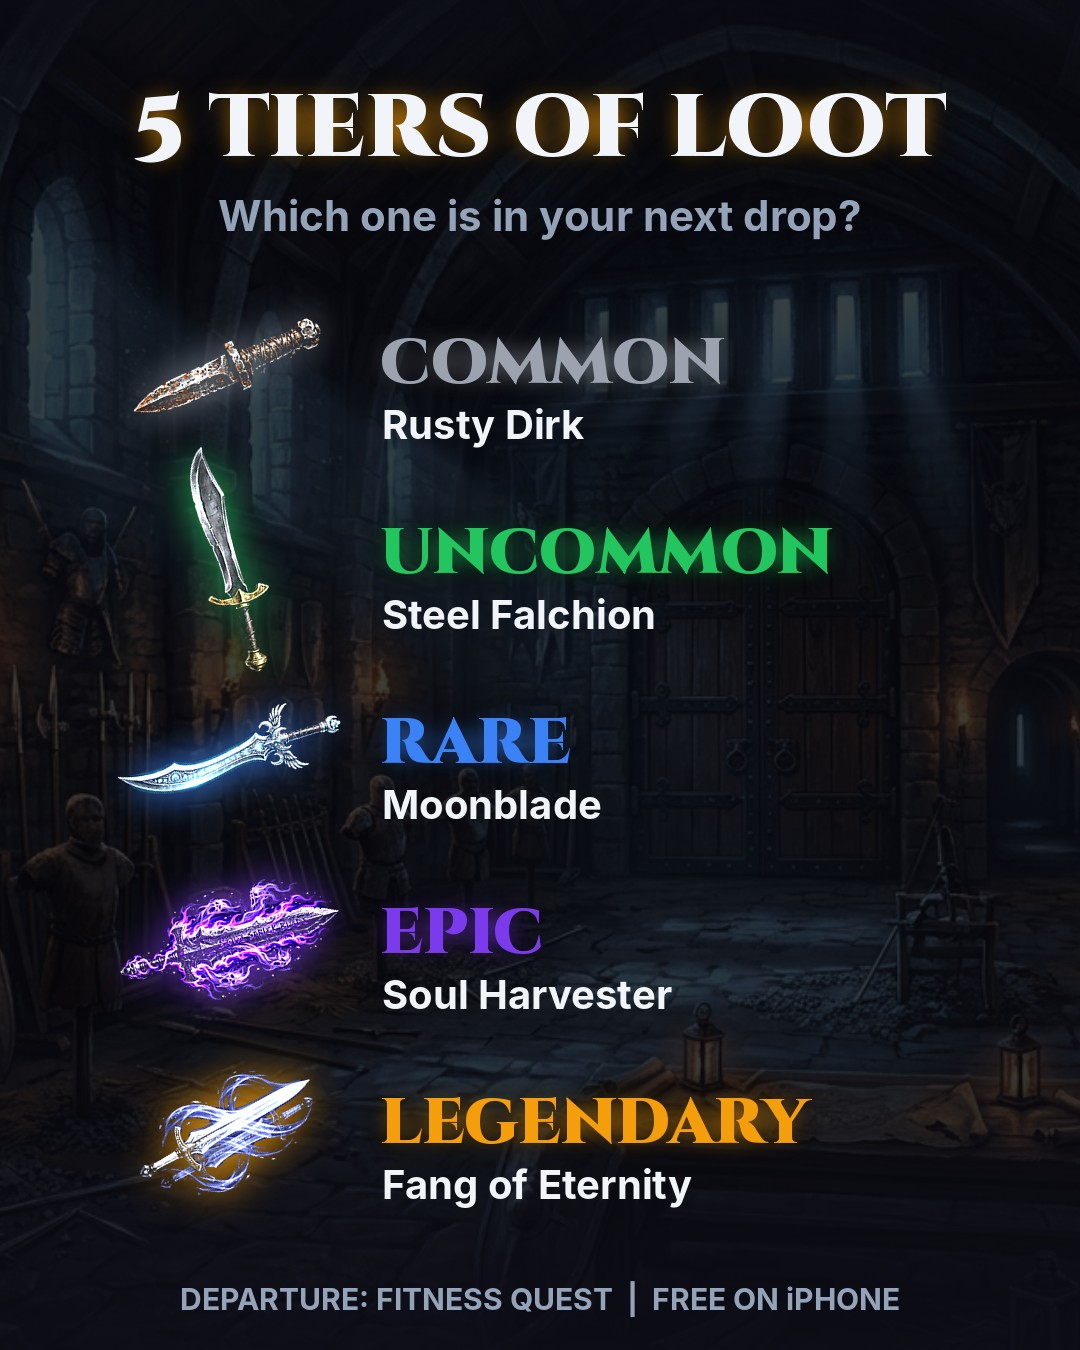 5 TIERS OF LOOT
Which one is in your next drop?
COMMON
Rusty Dirk
UNCOMMON
Steel Falchion
RARE
Moonblade
EPIC
Soul Harvester
LEGENDARY
Fang of Eternity
DEPARTURE: FITNESS QUEST | FREE ON iPHONE